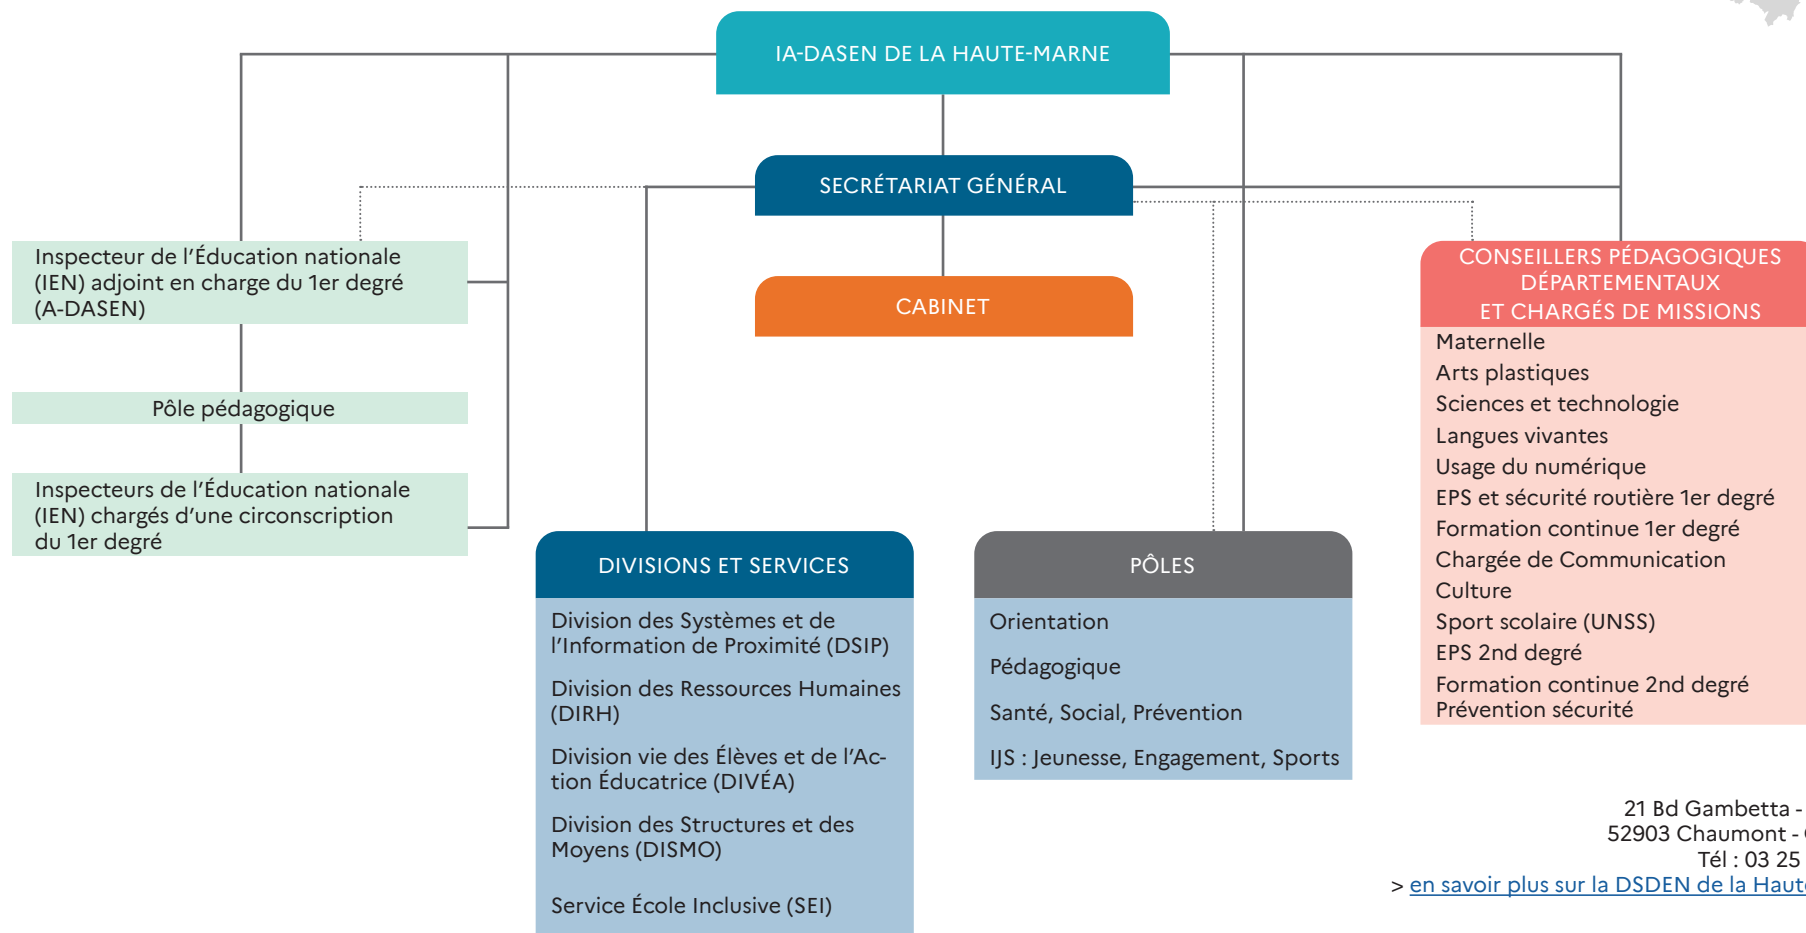 IA-DASEN DE LA HAUTE-MARNE
SECRÉTARIAT GÉNÉRAL
CABINET
Inspecteur de l'Éducation nationale
(IEN) adjoint en charge du 1er degré
(A-DASEN)
Pôle pédagogique
Inspecteurs de l'Éducation nationale
(IEN) chargés d'une circonscription
du 1er degré
DIVISIONS ET SERVICES
Division des Systèmes et de
l'Information de Proximité (DSIP)
Division des Ressources Humaines
(DIRH)
Division vie des Élèves et de l'Ac-
tion Éducatrice (DIVÉA)
Division des Structures et des
Moyens (DISMO)
Service École Inclusive (SEI)
PÔLES
Orientation
Pédagogique
Santé, Social, Prévention
IJS : Jeunesse, Engagement, Sports
CONSEILLERS PÉDAGOGIQUES
DÉPARTEMENTAUX
ET CHARGÉS DE MISSIONS
Maternelle
Arts plastiques
Sciences et technologie
Langues vivantes
Usage du numérique
EPS et sécurité routière 1er degré
Formation continue 1er degré
Chargée de Communication
Culture
Sport scolaire (UNSS)
EPS 2nd degré
Formation continue 2nd degré
Prévention sécurité
21 Bd Gambetta -
52903 Chaumont -
Tél : 03 25
> en savoir plus sur la DSDEN de la